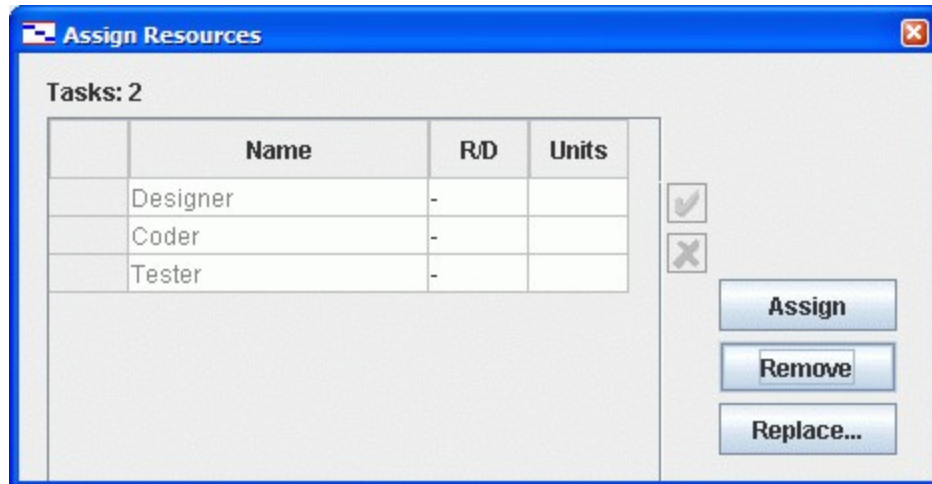 Assign Resources
Tasks: 2
Name R/D Units
Designer -
Coder -
Tester -
Assign
Remove
Replace...